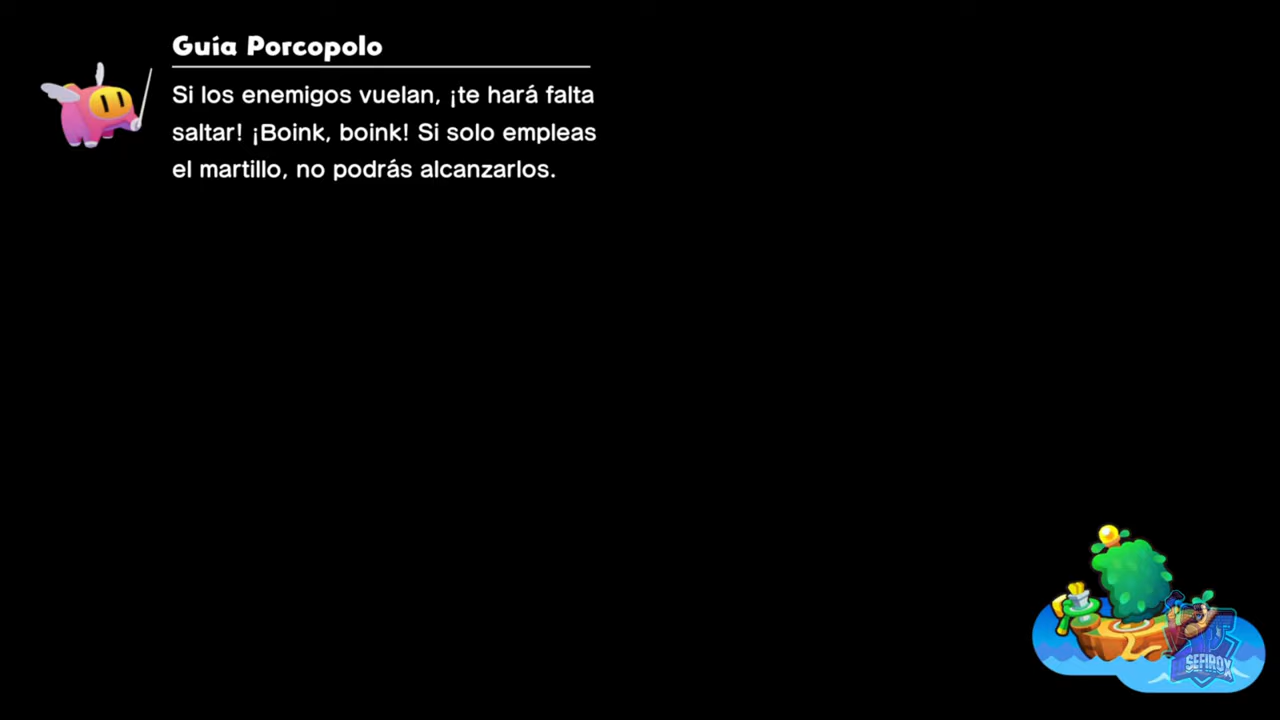 Guía Porcopolo
Si los enemigos vuelan, ¡te hará falta
saltar! ¡Boink, boink! Si solo empleas
el martillo, no podrás alcanzarlos.
SEFIROX